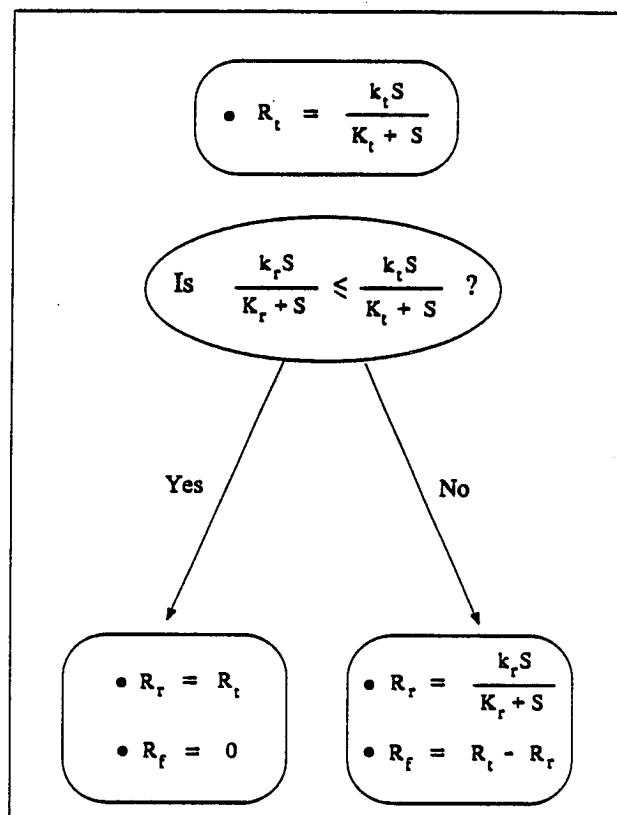 • R_t = k_t S / K_t + S
Is k_r S / K_r + S ≤ k_t S / K_t + S ?
Yes No
• R_r = R_t
• R_f = 0
• R_r = k_r S / K_r + S
• R_f = R_t - R_r